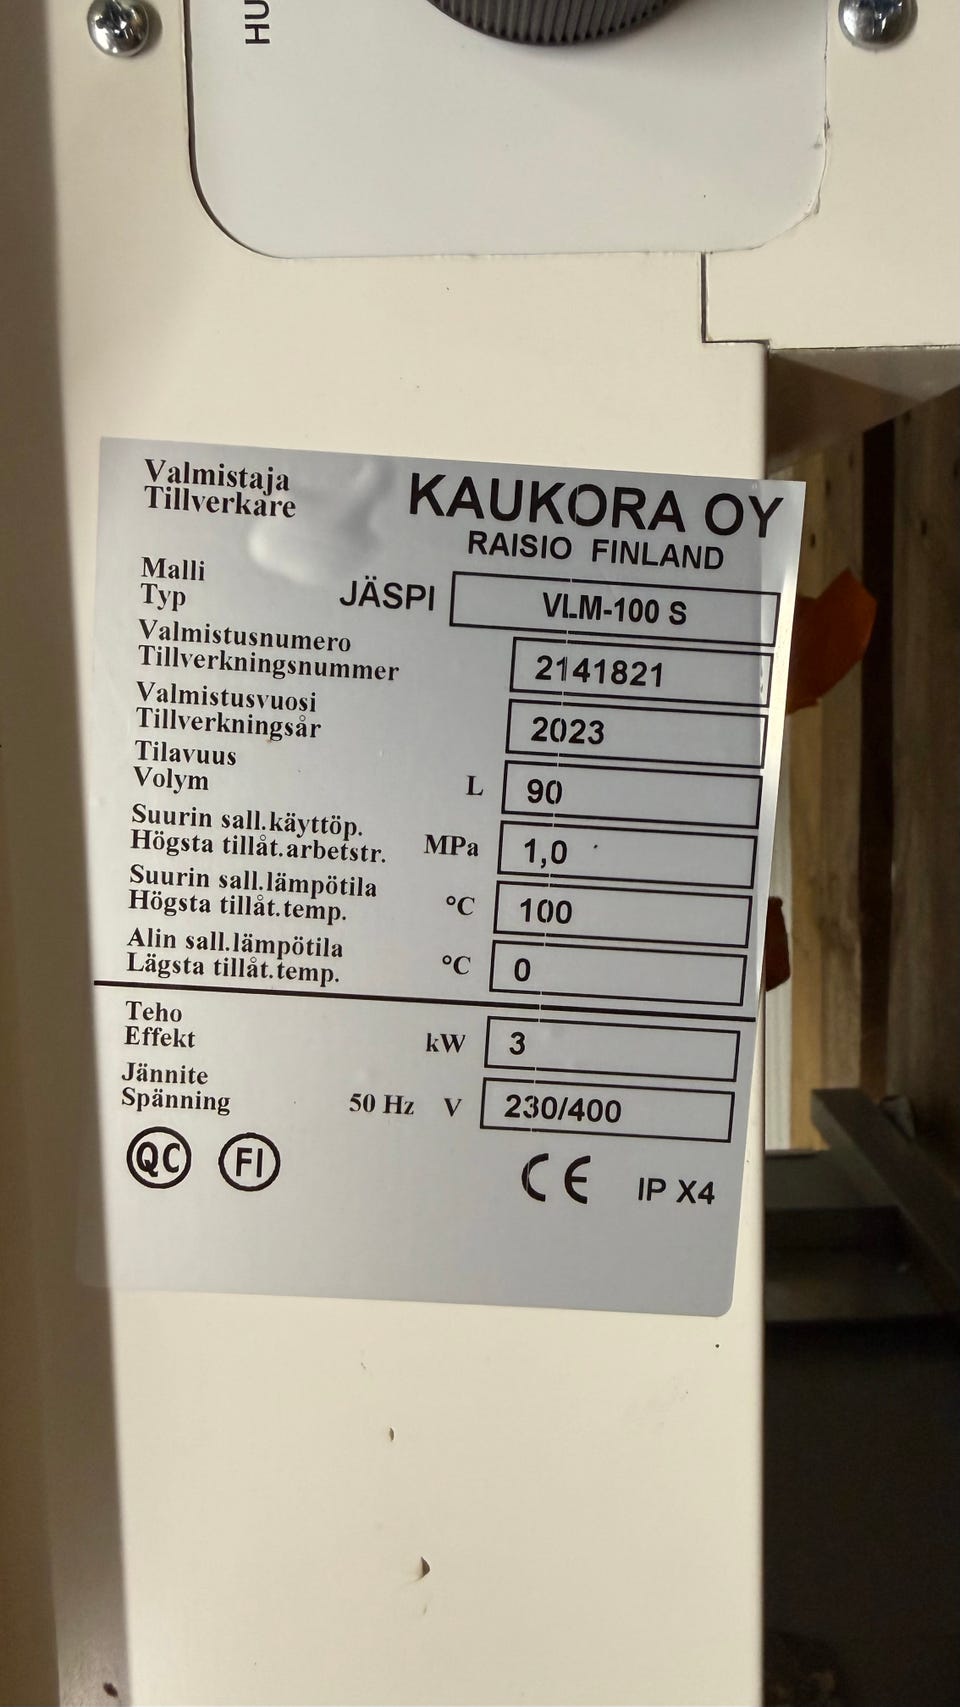 HU
Valmistaja
Tillverkare
KAUKORA OY
RAISIO FINLAND
Malli
Typ
JÄSPI VLM-100 S
Valmistusnumero
Tillverkningsnummer
2141821
Valmistusvuosi
Tillverkningsår
2023
Tilavuus
Volym
L 90
Suurin sall.käyttöp.
Högsta tillåt.arbetstr.
MPa 1,0
Suurin sall.lämpötila
Högsta tillåt.temp.
°C 100
Alin sall.lämpötila
Lägsta tillåt.temp.
°C 0
Teho
Effekt
kW 3
Jännite
Spänning
50 Hz V 230/400
QC FI CE IP X4